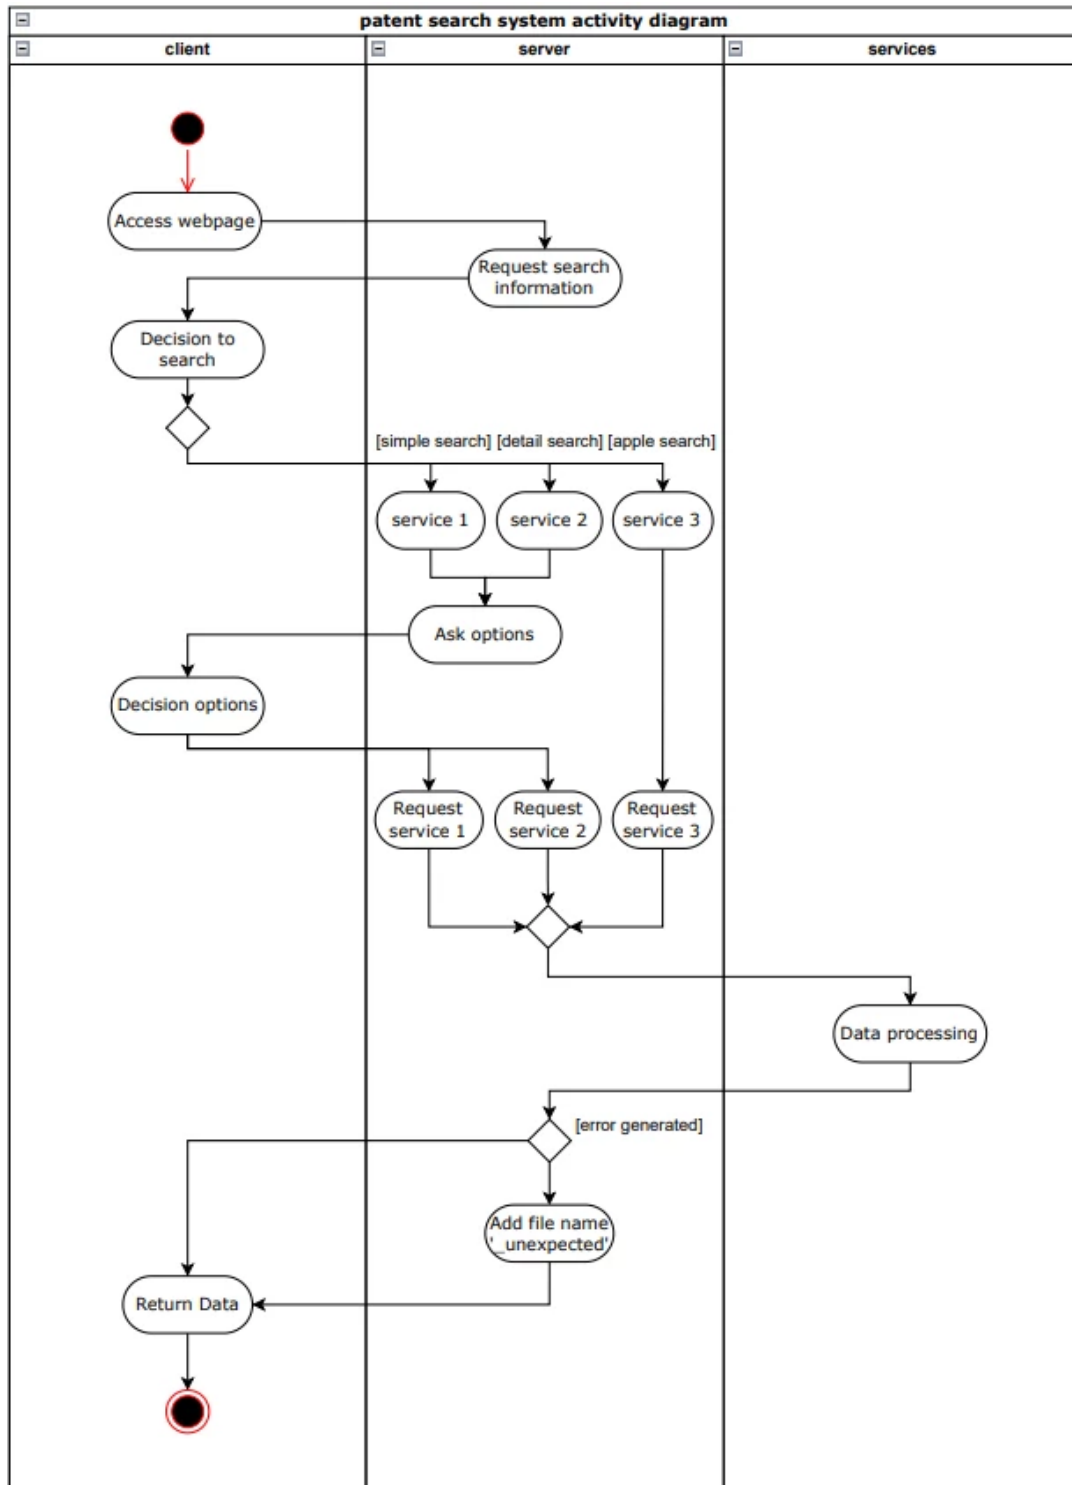 patent search system activity diagram
client
server
services
Access webpage
Request search
information
Decision to
search
[simple search] [detail search] [apple search]
service 1
service 2
service 3
Ask options
Decision options
Request
service 1
Request
service 2
Request
service 3
Data processing
[error generated]
Add file name
'_unexpected'
Return Data